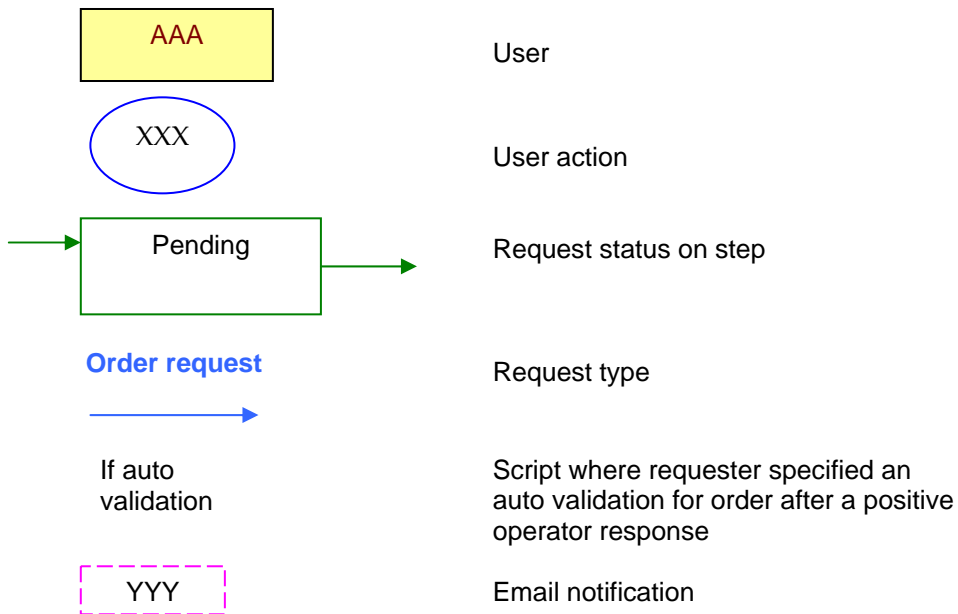 AAA
User
XXX
User action
Pending
Request status on step
Order request
Request type
If auto
validation
Script where requester specified an
auto validation for order after a positive
operator response
YYY
Email notification